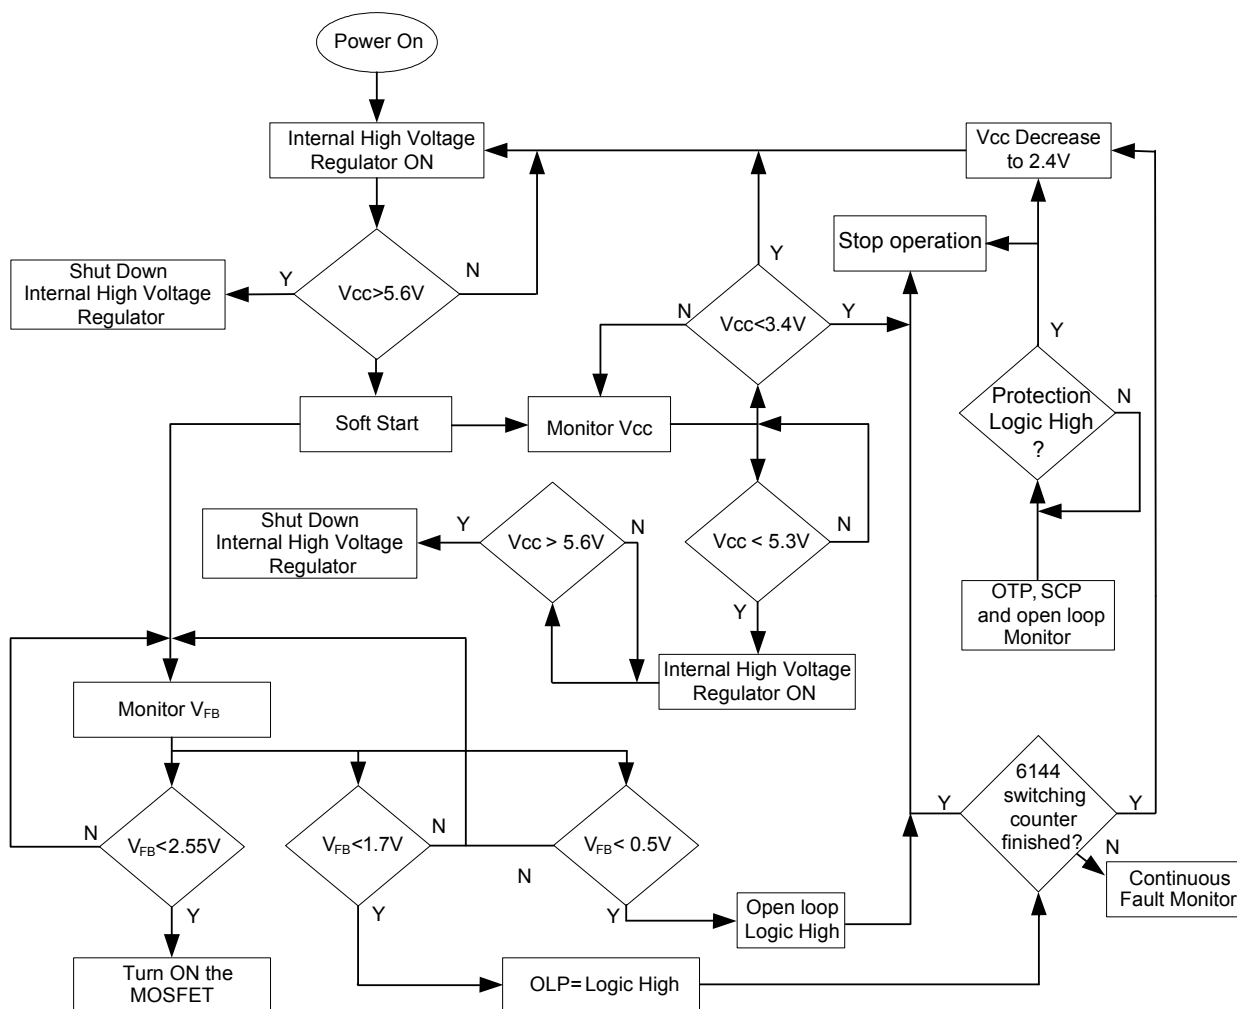 Power On
Internal High Voltage
Regulator ON
Vcc Decrease
to 2.4V
Stop operation
Shut Down
Internal High Voltage
Regulator
Y
Vcc>5.6V
N
Y
N
Vcc<3.4V
Y
Y
Protection
Logic High
?
N
Soft Start
Monitor Vcc
Shut Down
Internal High Voltage
Regulator
Y
Vcc > 5.6V
N
Vcc < 5.3V
N
Y
OTP, SCP
and open loop
Monitor
Internal High Voltage
Regulator ON
Monitor VFB
6144
switching
counter
finished?
Y
Y
N
Continuous
Fault Monitor
N
VFB<2.55V
Y
VFB<1.7V
N
Y
N
VFB< 0.5V
Y
Open loop
Logic High
Turn ON the
MOSFET
OLP= Logic High